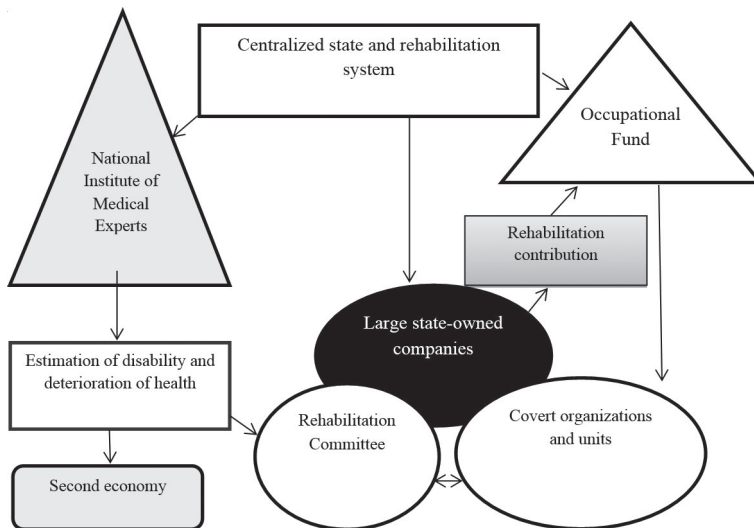 Centralized state and rehabilitation
system
Occupational
Fund
National
Institute of
Medical
Experts
Rehabilitation
contribution
Large state-owned
companies
Estimation of disability and
deterioration of health
Rehabilitation
Committee
Covert organizations
and units
Second economy